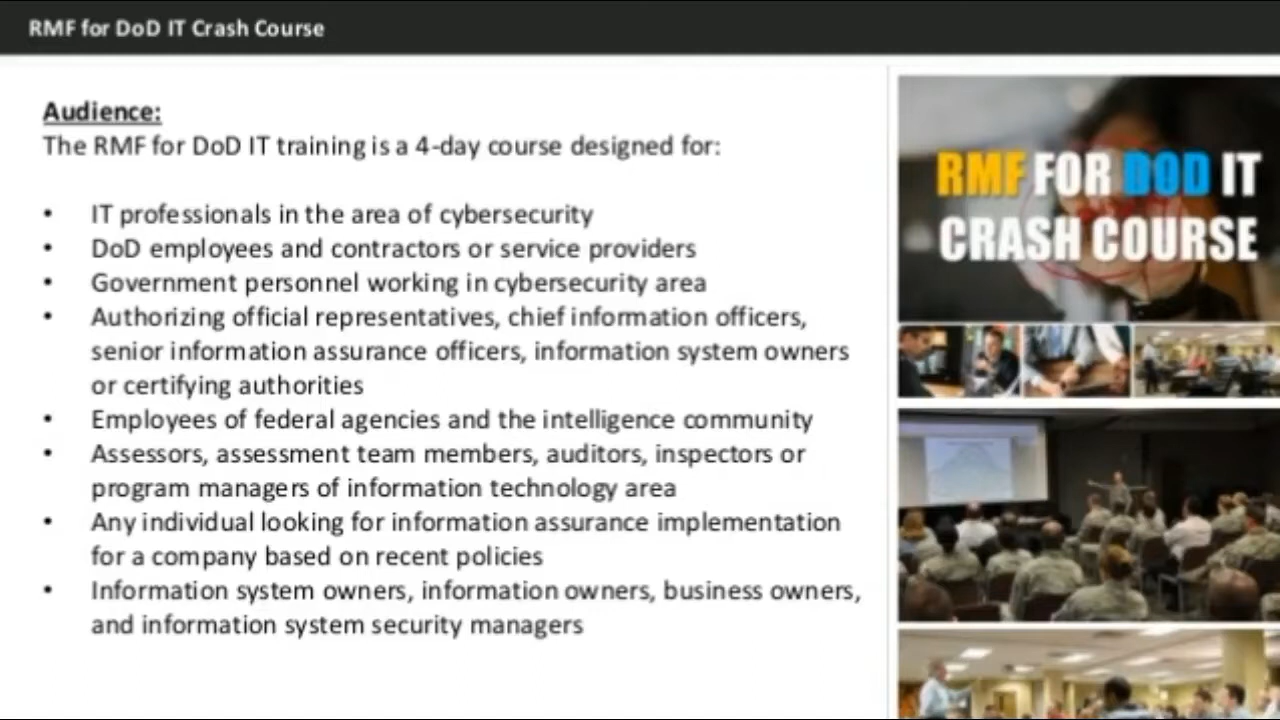 RMF for DoD IT Crash Course
Audience:
The RMF for DoD IT training is a 4-day course designed for:
• IT professionals in the area of cybersecurity
• DoD employees and contractors or service providers
• Government personnel working in cybersecurity area
• Authorizing official representatives, chief information officers,
senior information assurance officers, information system owners
or certifying authorities
• Employees of federal agencies and the intelligence community
• Assessors, assessment team members, auditors, inspectors or
program managers of information technology area
• Any individual looking for information assurance implementation
for a company based on recent policies
• Information system owners, information owners, business owners,
and information system security managers
RMF FOR DOD IT
CRASH COURSE